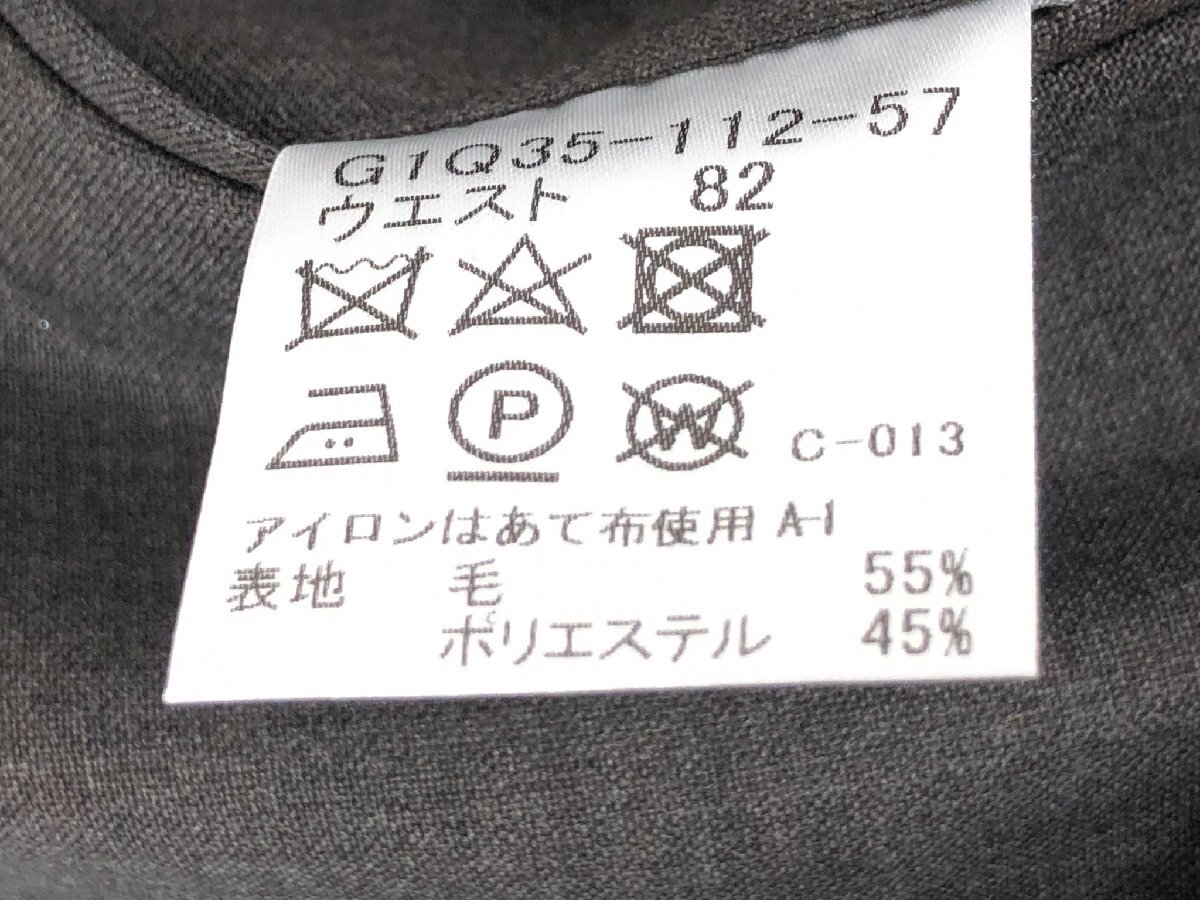 G1Q35-112-57
ウエスト 82
P W C-013
アイロンはあて布使用 A-1
表地 毛 55%
ポリエステル 45%